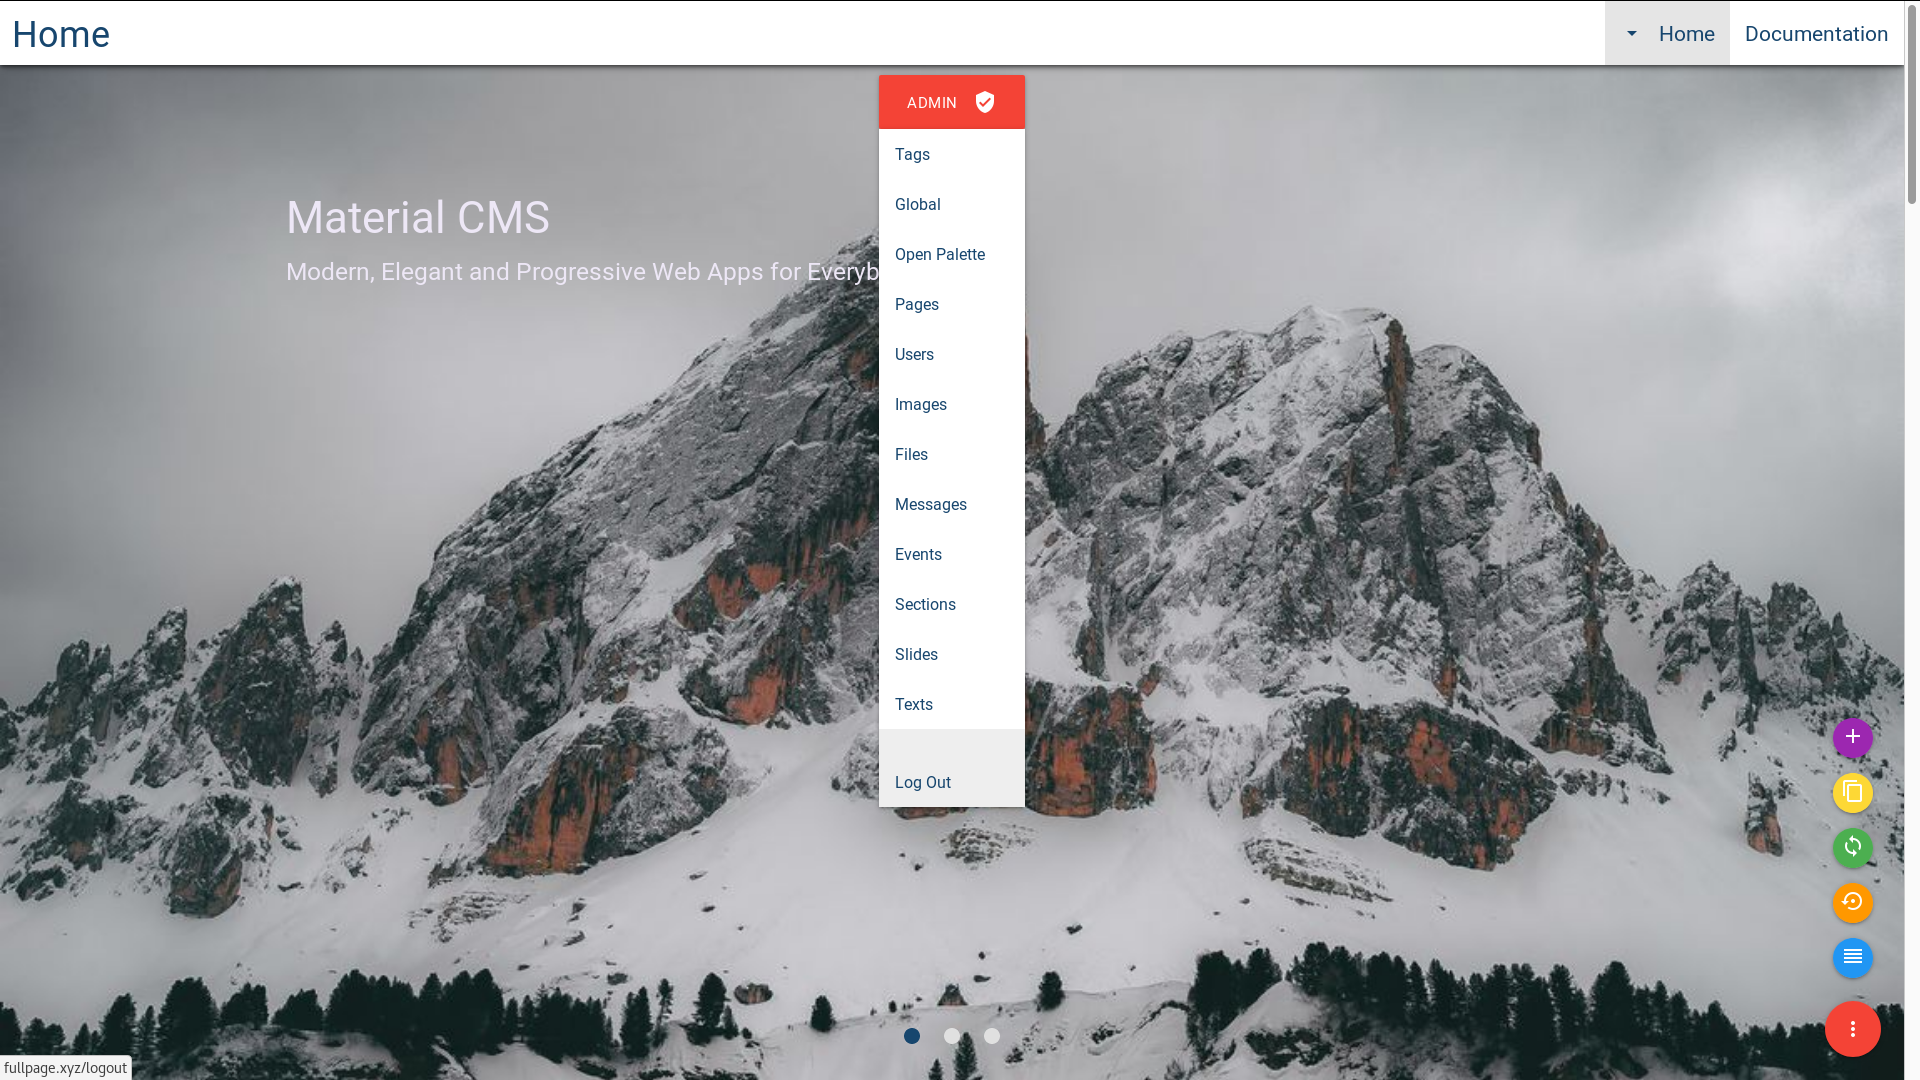 Home
Home
Documentation
ADMIN
Tags
Global
Open Palette
Pages
Users
Images
Files
Messages
Events
Sections
Slides
Texts
Log Out
Material CMS
Modern, Elegant and Progressive Web Apps for Everyb
fullpage.xyz/logout